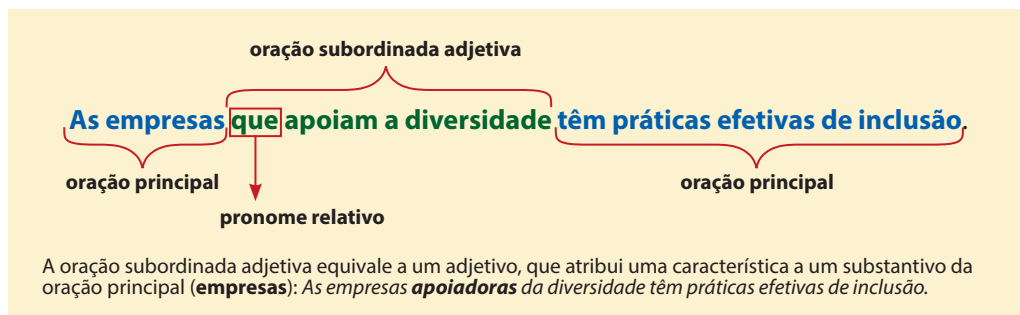 oração subordinada adjetiva
As empresas que apoiam a diversidade têm práticas efetivas de inclusão.
oração principal
oração principal
pronome relativo
A oração subordinada adjetiva equivale a um adjetivo, que atribui uma característica a um substantivo da
oração principal (empresas): As empresas apoiadoras da diversidade têm práticas efetivas de inclusão.